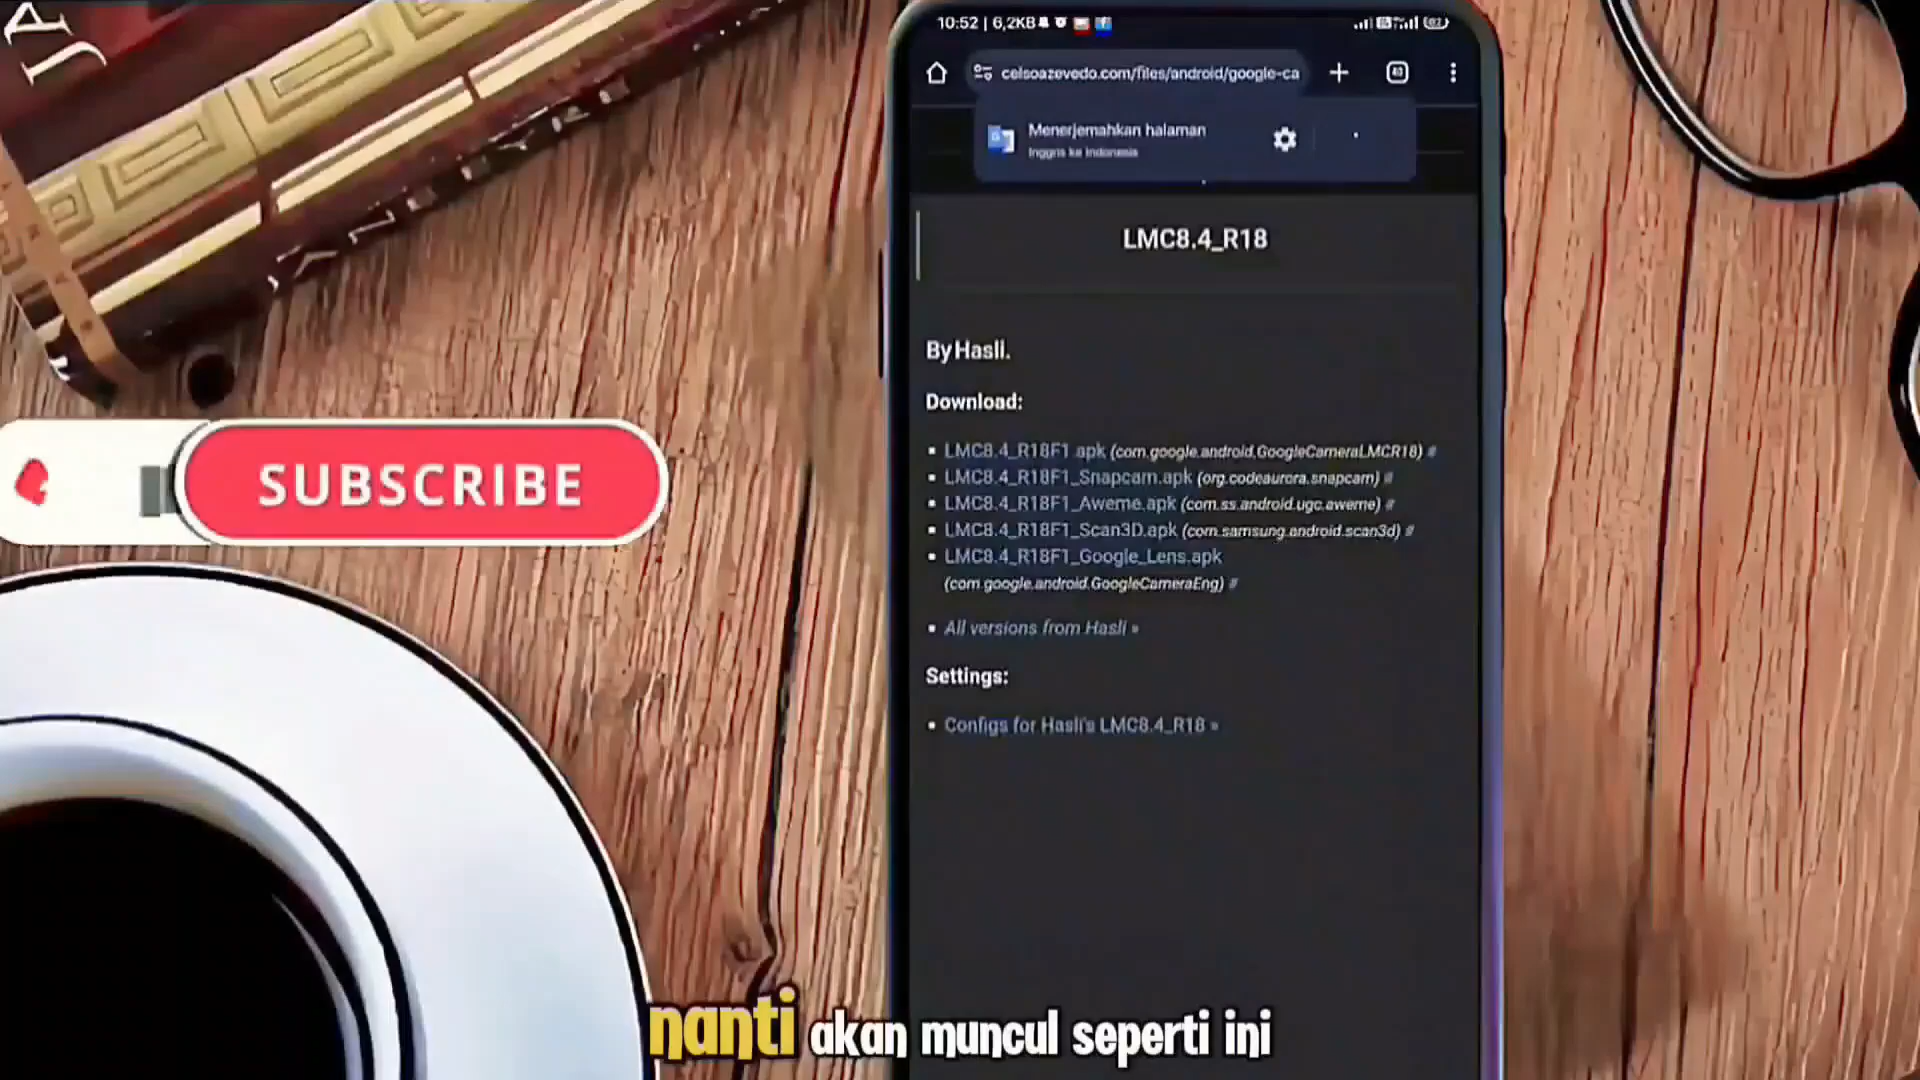 JA
10:52 | 6,2KB
celsoazevedo.com/files/android/google-ca
Menerjemahkan halaman
Inggris ke Indonesia
LMC8.4_R18
By Hasli.
Download:
LMC8.4_R18F1.apk (com.google.android.GoogleCameraLMCR18) #
LMC8.4_R18F1_Snapcam.apk (org.codeaurora.snapcam) #
LMC8.4_R18F1_Aweme.apk (com.ss.android.ugc.aweme) #
LMC8.4_R18F1_Scan3D.apk (com.samsung.android.scan3d) #
LMC8.4_R18F1_Google_Lens.apk
(com.google.android.GoogleCameraEng) #
All versions from Hasli »
Settings:
Configs for Hasli's LMC8.4_R18 »
SUBSCRIBE
nanti akan muncul seperti ini